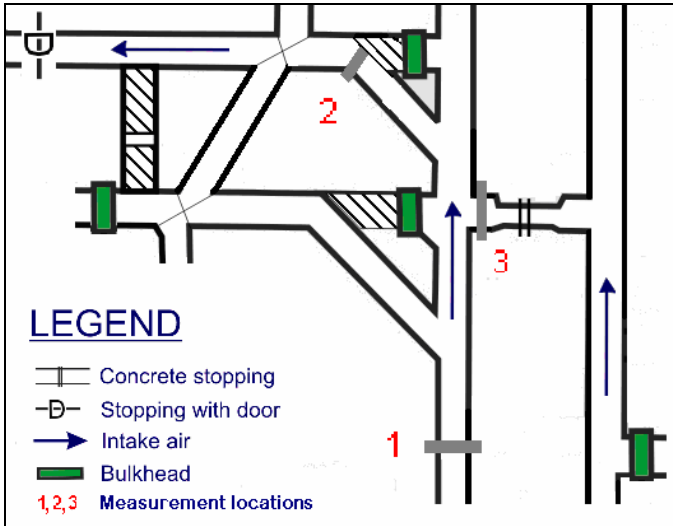 2
3
1
LEGEND
Concrete stopping
-D- Stopping with door
Intake air
Bulkhead
1,2,3 Measurement locations